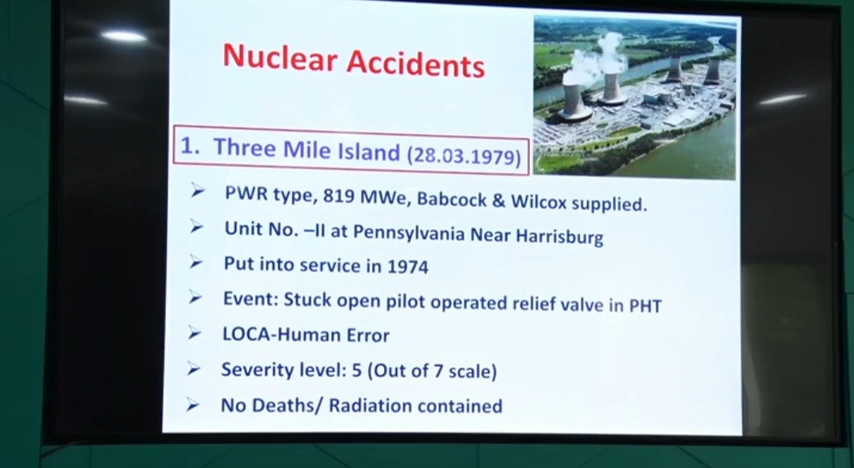 Nuclear Accidents
1. Three Mile Island (28.03.1979)
PWR type, 819 MWe, Babcock & Wilcox supplied.
Unit No. –II at Pennsylvania Near Harrisburg
Put into service in 1974
Event: Stuck open pilot operated relief valve in PHT
LOCA-Human Error
Severity level: 5 (Out of 7 scale)
No Deaths/ Radiation contained